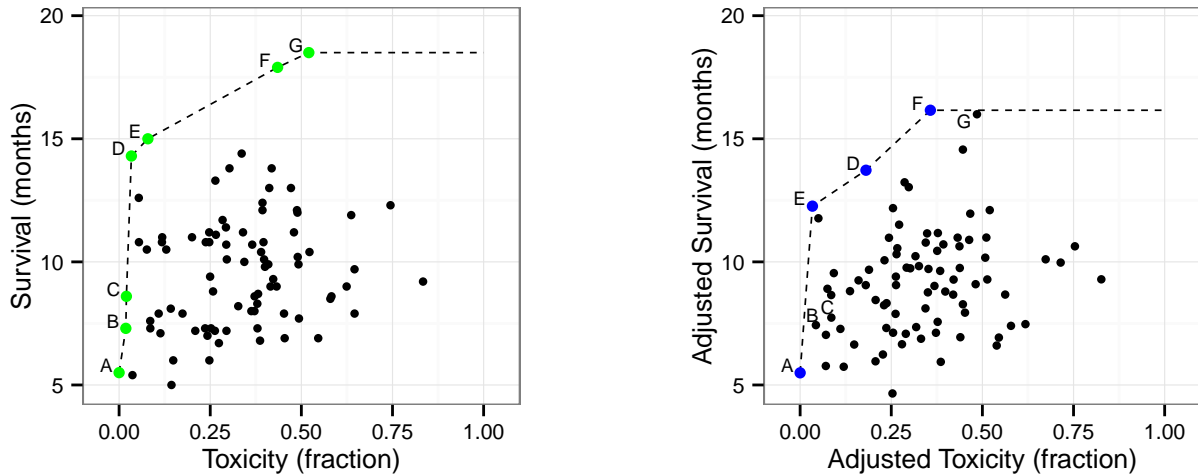 20
15
10
5
Survival (months)
A
B
C
D
E
F
G
0.00 0.25 0.50 0.75 1.00
Toxicity (fraction)
20
15
10
5
Adjusted Survival (months)
A
B
C
E
D
F
G
0.00 0.25 0.50 0.75 1.00
Adjusted Toxicity (fraction)